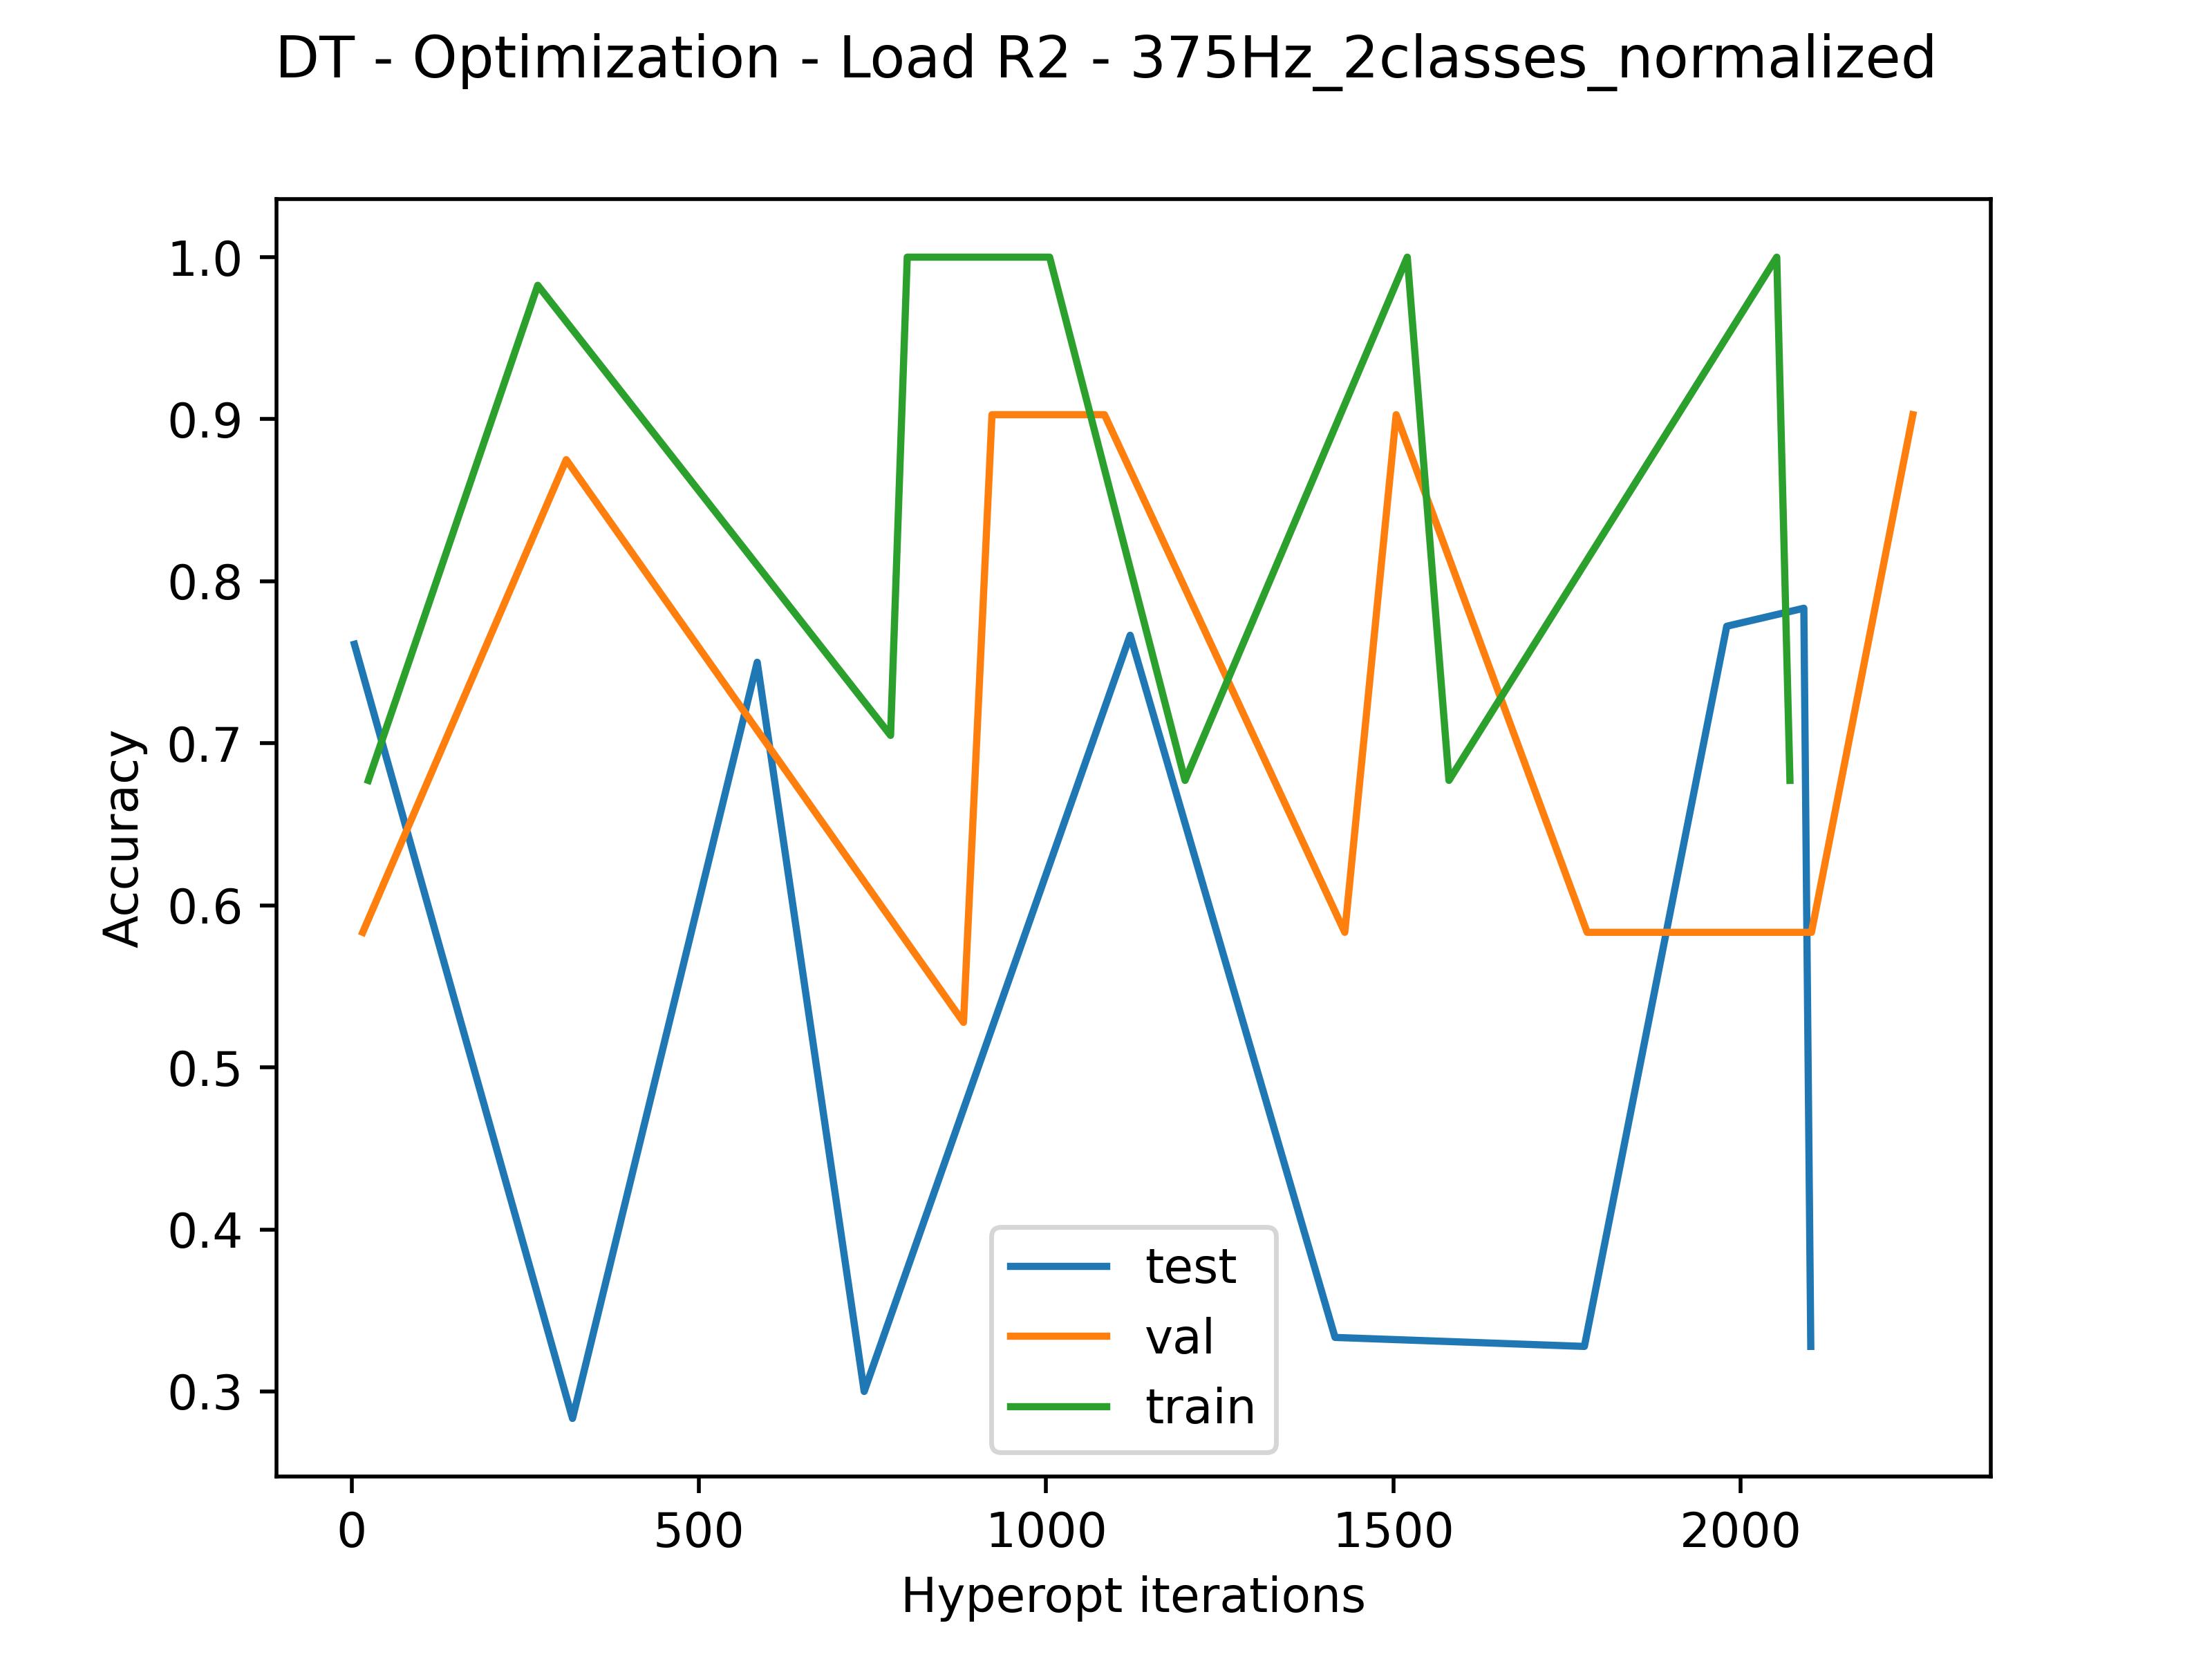 DT - Optimization - Load R2 - 375Hz_2classes_normalized
1.0
0.9
0.8
0.7
0.6
0.5
0.4
0.3
Accuracy
test
val
train
0 500 1000 1500 2000
Hyperopt iterations